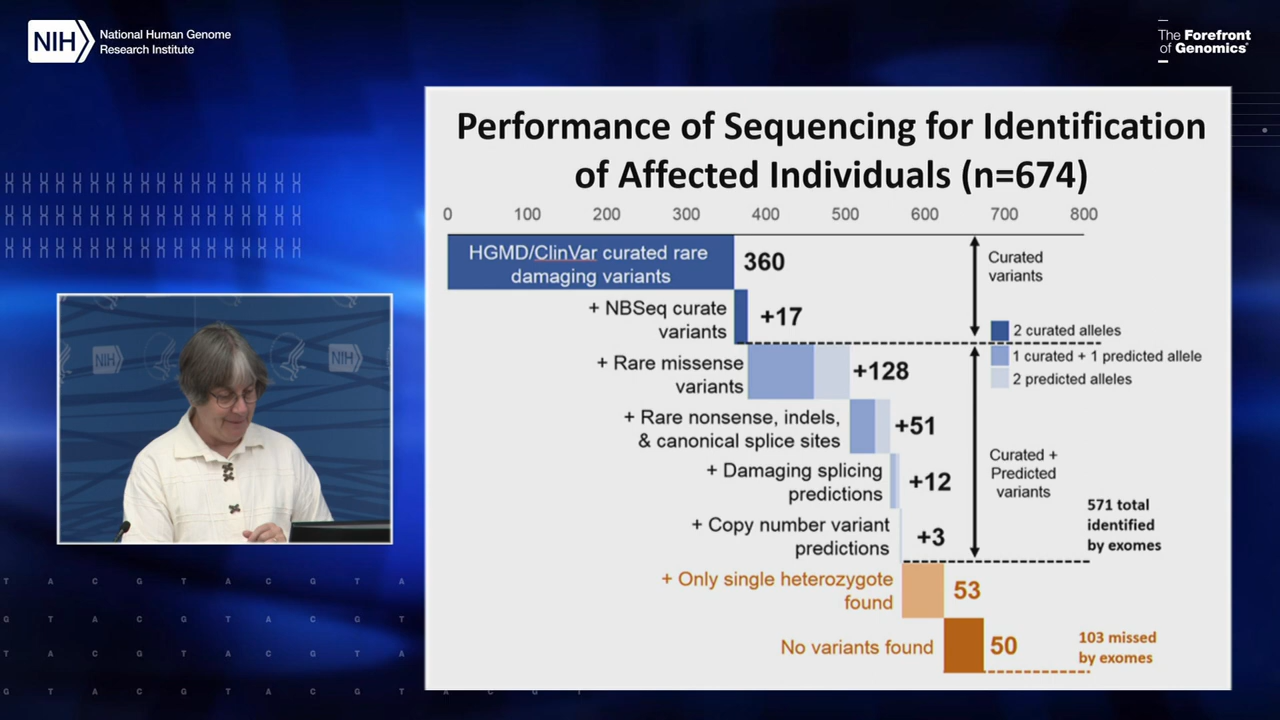 NIH
National Human Genome
Research Institute
The Forefront
of Genomics®
Performance of Sequencing for Identification
of Affected Individuals (n=674)
0 100 200 300 400 500 600 700 800
HGMD/ClinVar curated rare
damaging variants
360
Curated
variants
+ NBSeq curate
variants
+17
2 curated alleles
1 curated + 1 predicted allele
2 predicted alleles
+ Rare missense
variants
+128
+ Rare nonsense, indels,
& canonical splice sites
+51
Curated +
Predicted
variants
+ Damaging splicing
predictions
+12
571 total
identified
by exomes
+ Copy number variant
predictions
+3
+ Only single heterozygote
found
53
No variants found
50
103 missed
by exomes
NIH
NIH
T A C G T A C G T A
G T A C G T A C G T
T A C G T A C G T A
G T A C G T A C G T A C G T